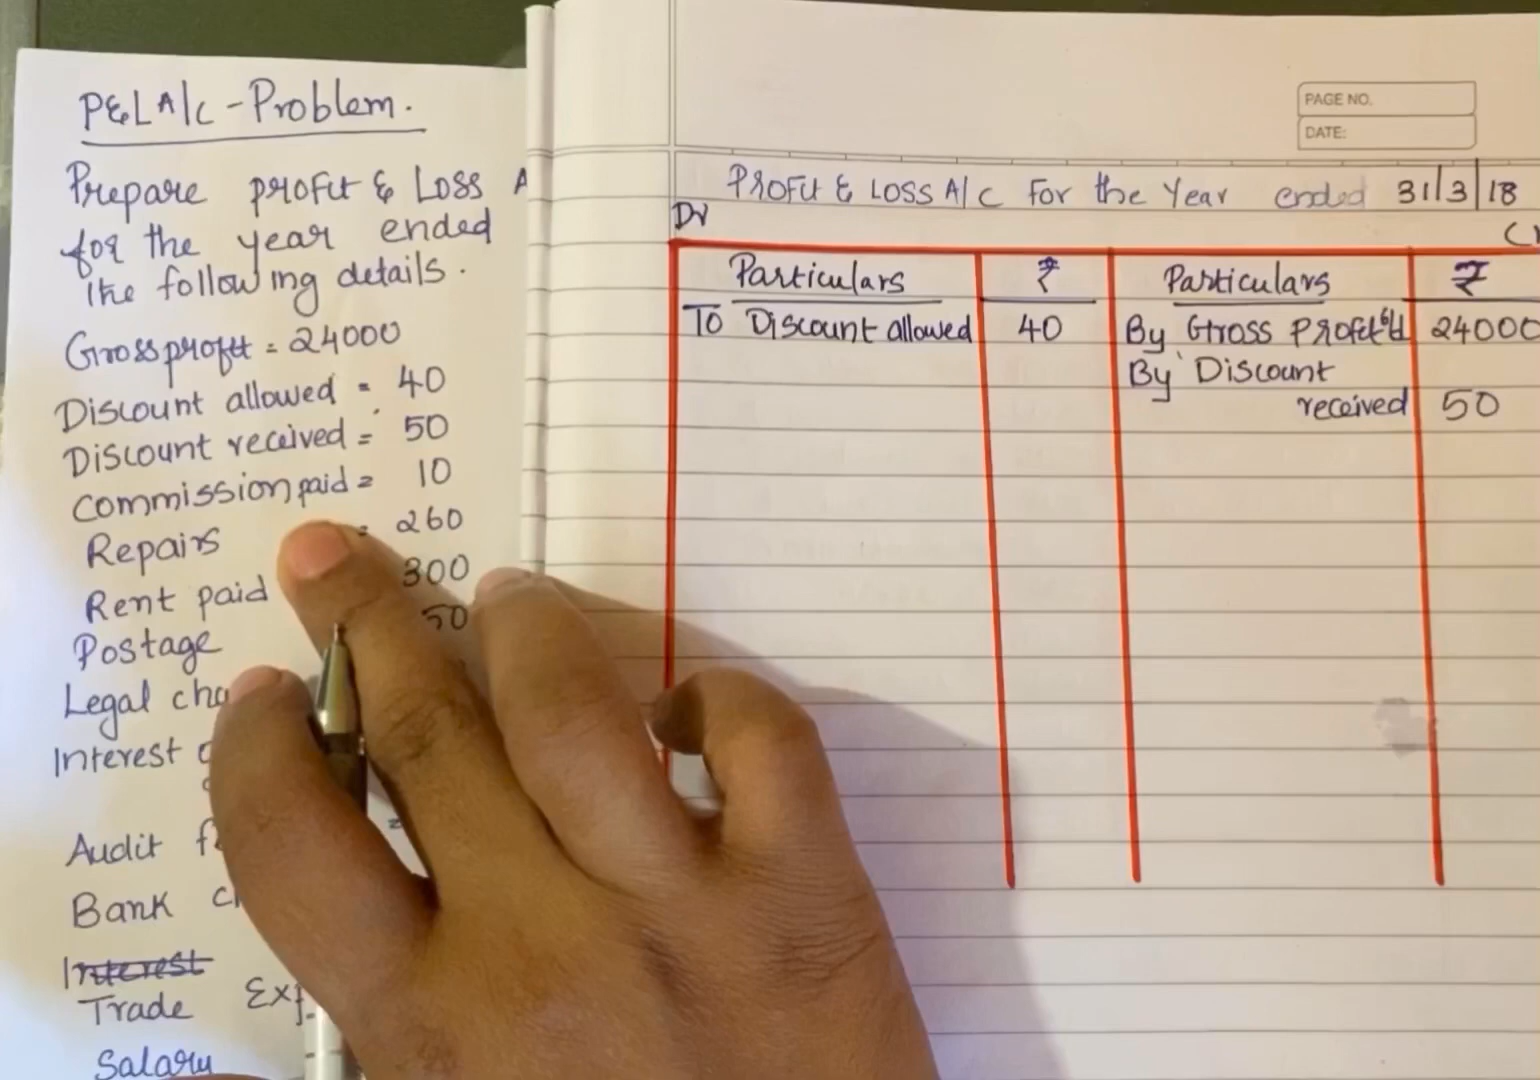 P&L A/c - Problem.
Prepare profit & Loss A
for the year ended
the following details.
Gross profit = 24000
Discount allowed = 40
Discount received = 50
Commission paid = 10
Repairs = 260
Rent paid 300
Postage 50
Legal
Interest
Audit =
Bank
Interest
Trade Exp.
Salary
PAGE NO.
DATE:
Profit & Loss A/c For the Year ended 31/3/18
Dr
Particulars ₹ Particulars ₹
To Discount allowed 40 By Gross Profit b/d 24000
By Discount
received 50